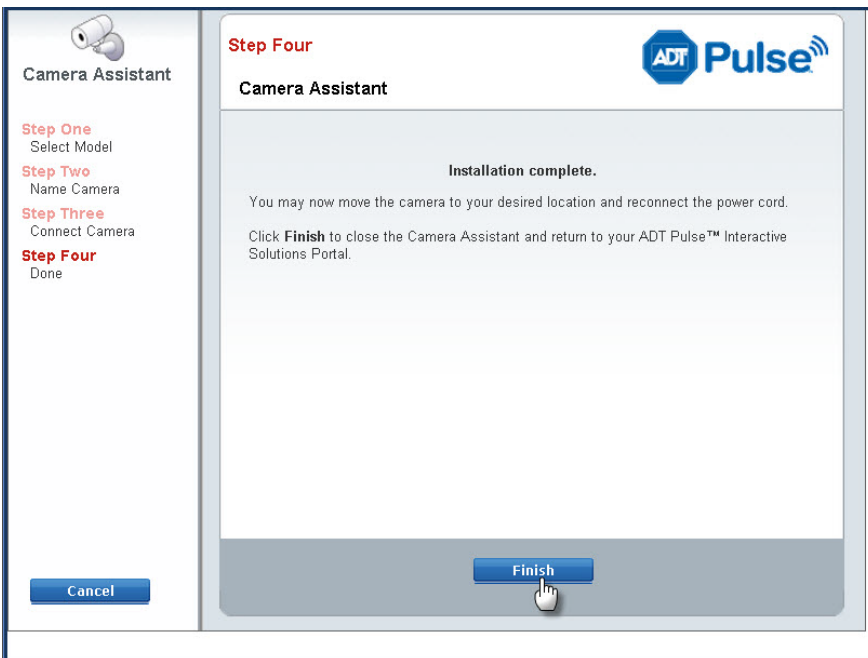 Camera Assistant
Step One
Select Model
Step Two
Name Camera
Step Three
Connect Camera
Step Four
Done
Cancel
Step Four
Camera Assistant
ADT Pulse
Installation complete.
You may now move the camera to your desired location and reconnect the power cord.
Click Finish to close the Camera Assistant and return to your ADT Pulse™ Interactive
Solutions Portal.
Finish